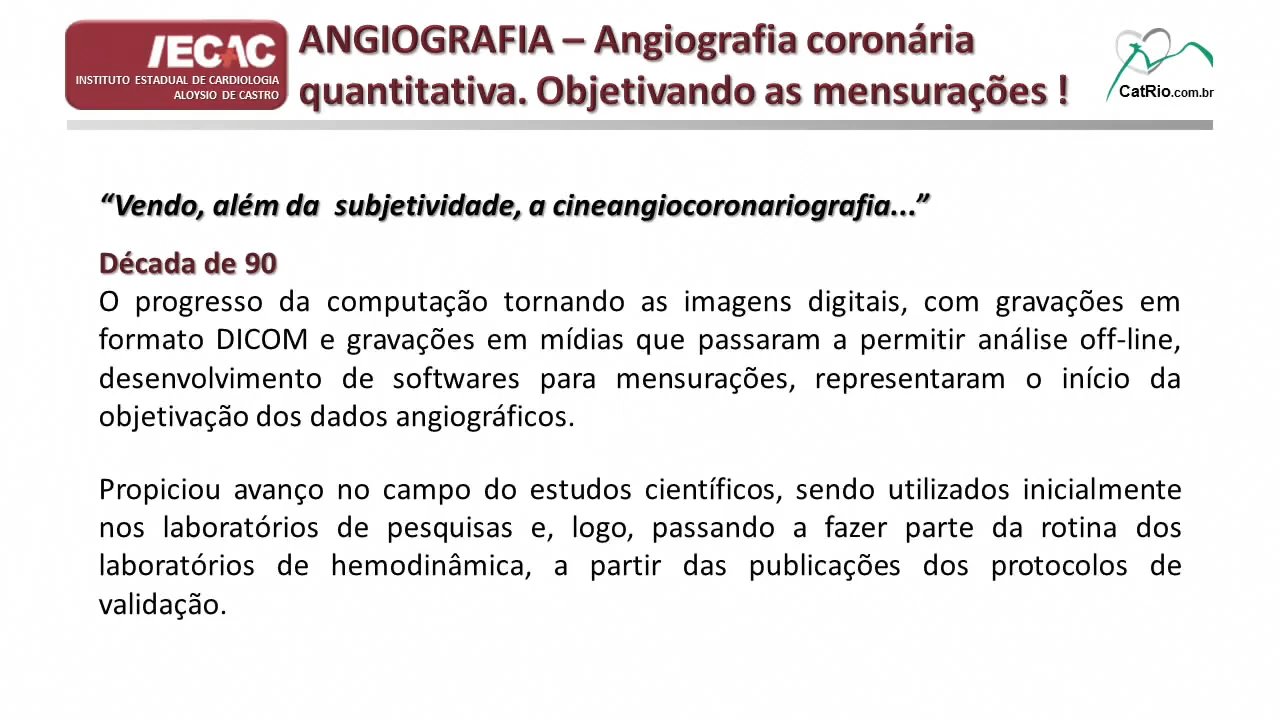 IECAC
INSTITUTO ESTADUAL DE CARDIOLOGIA
ALOYSIO DE CASTRO
ANGIOGRAFIA – Angiografia coronária
quantitativa. Objetivando as mensurações !
CatRio.com.br
“Vendo, além da subjetividade, a cineangiocoronariografia...”
Década de 90
O progresso da computação tornando as imagens digitais, com gravações em
formato DICOM e gravações em mídias que passaram a permitir análise off-line,
desenvolvimento de softwares para mensurações, representaram o início da
objetivação dos dados angiográficos.
Propiciou avanço no campo do estudos científicos, sendo utilizados inicialmente
nos laboratórios de pesquisas e, logo, passando a fazer parte da rotina dos
laboratórios de hemodinâmica, a partir das publicações dos protocolos de
validação.